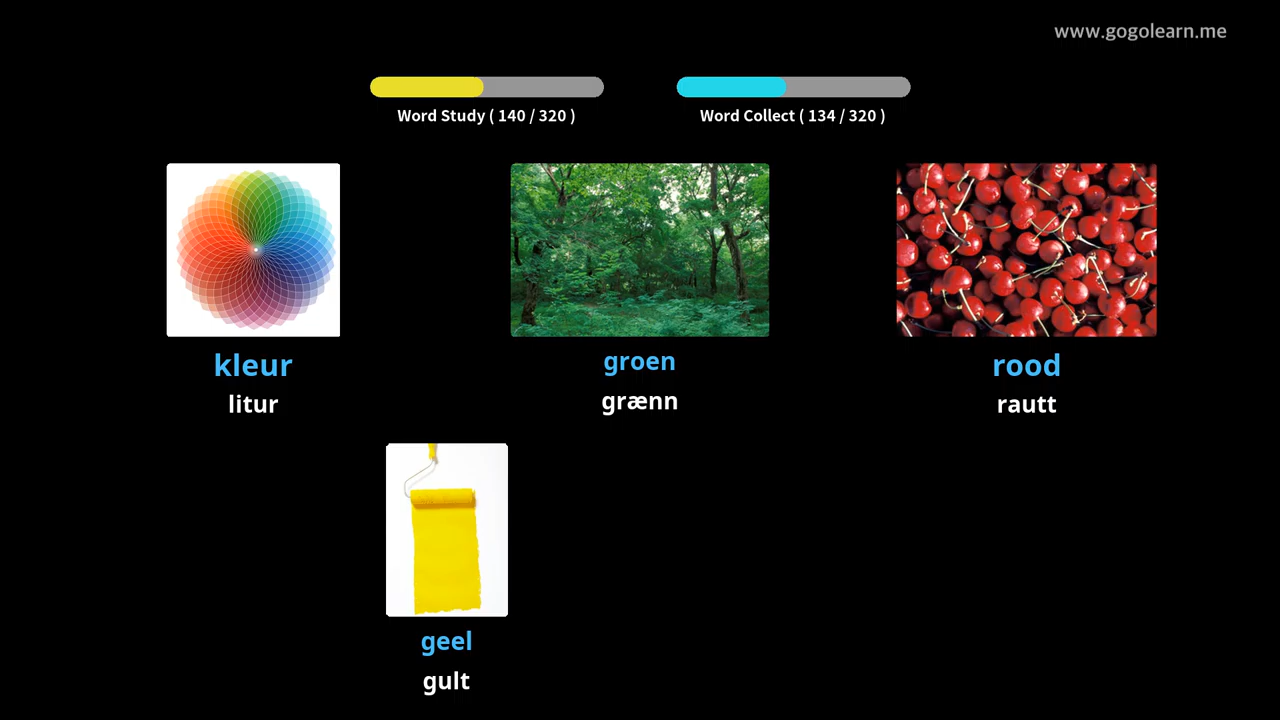 www.gogolearn.me
Word Study ( 140 / 320 )
Word Collect ( 134 / 320 )
kleur
litur
groen
grænn
rood
rautt
geel
gult